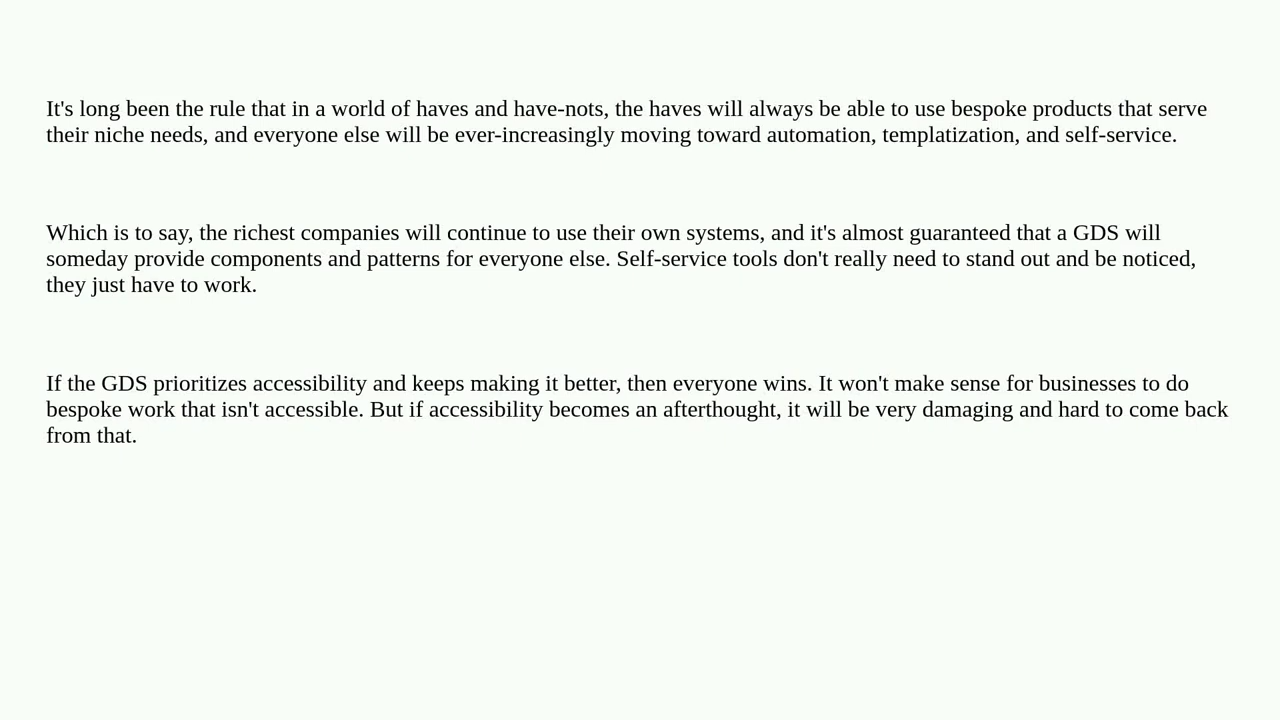 It's long been the rule that in a world of haves and have-nots, the haves will always be able to use bespoke products that serve
their niche needs, and everyone else will be ever-increasingly moving toward automation, templatization, and self-service.
Which is to say, the richest companies will continue to use their own systems, and it's almost guaranteed that a GDS will
someday provide components and patterns for everyone else. Self-service tools don't really need to stand out and be noticed,
they just have to work.
If the GDS prioritizes accessibility and keeps making it better, then everyone wins. It won't make sense for businesses to do
bespoke work that isn't accessible. But if accessibility becomes an afterthought, it will be very damaging and hard to come back
from that.